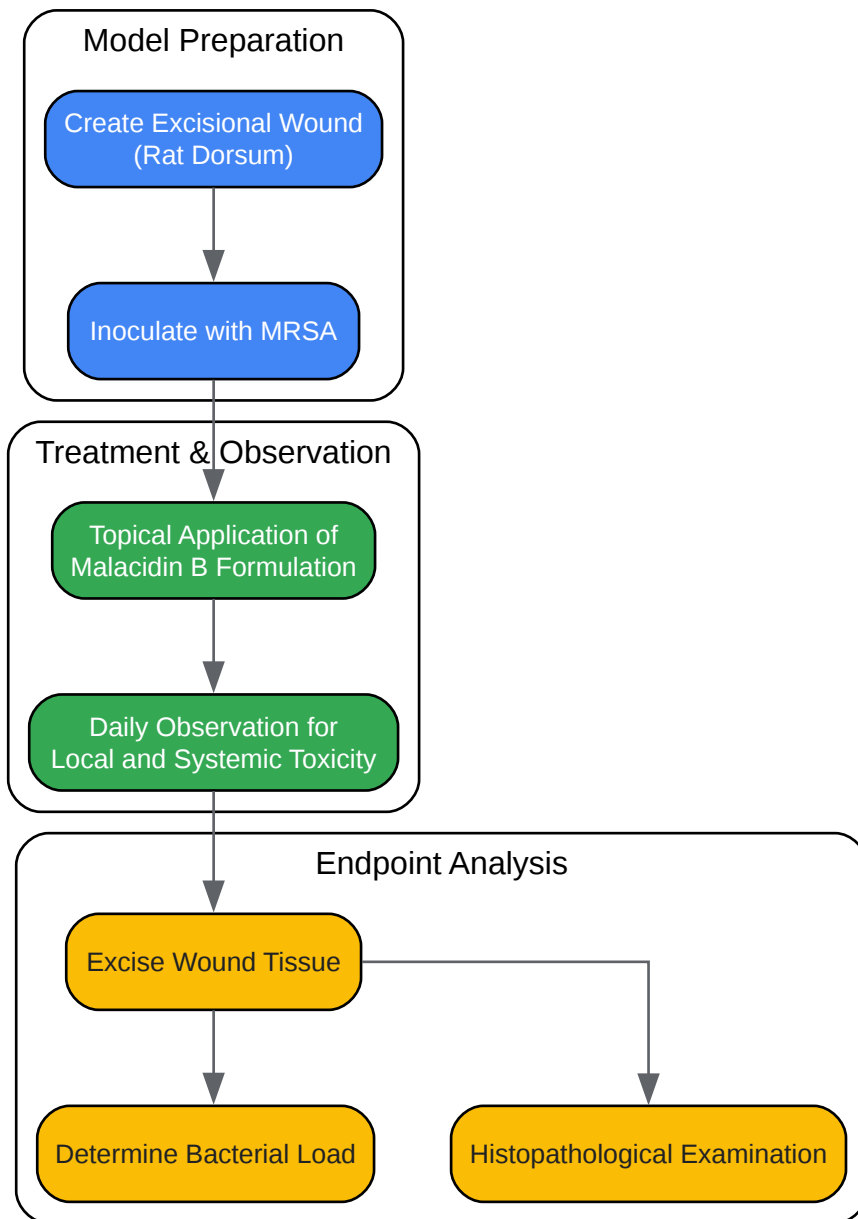 Model Preparation
Create Excisional Wound
(Rat Dorsum)
Inoculate with MRSA
Treatment & Observation
Topical Application of
Malacidin B Formulation
Daily Observation for
Local and Systemic Toxicity
Endpoint Analysis
Excise Wound Tissue
Determine Bacterial Load
Histopathological Examination